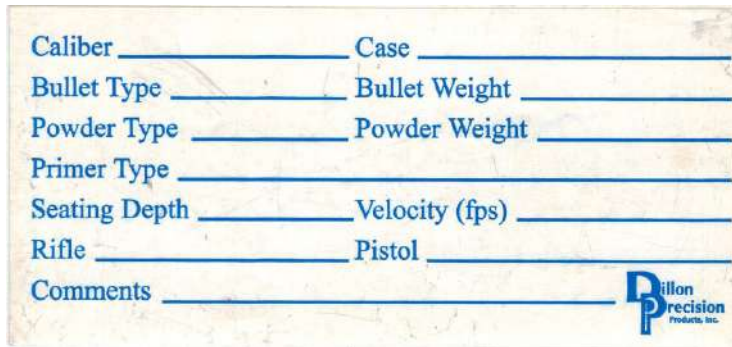 Caliber Case
Bullet Type Bullet Weight
Powder Type Powder Weight
Primer Type
Seating Depth Velocity (fps)
Rifle Pistol
Comments
Dillon
Precision
Products, Inc.